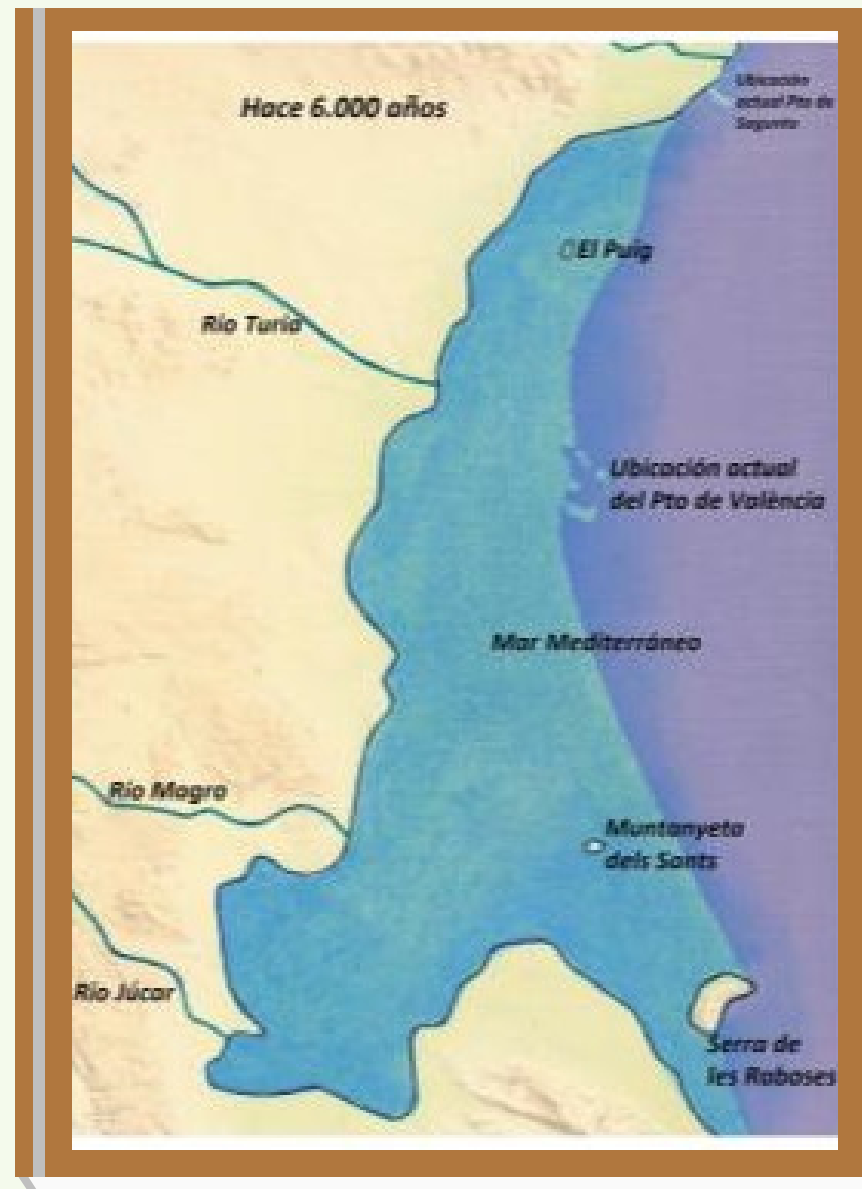 Hace 6.000 años
Ubicación
actual Pto de
Sagunto
El Puig
Río Turia
Ubicación actual
del Pto de València
Mar Mediterráneo
Río Magro
Muntanyeta
dels Sants
Río Júcar
Serra de
les Rabases